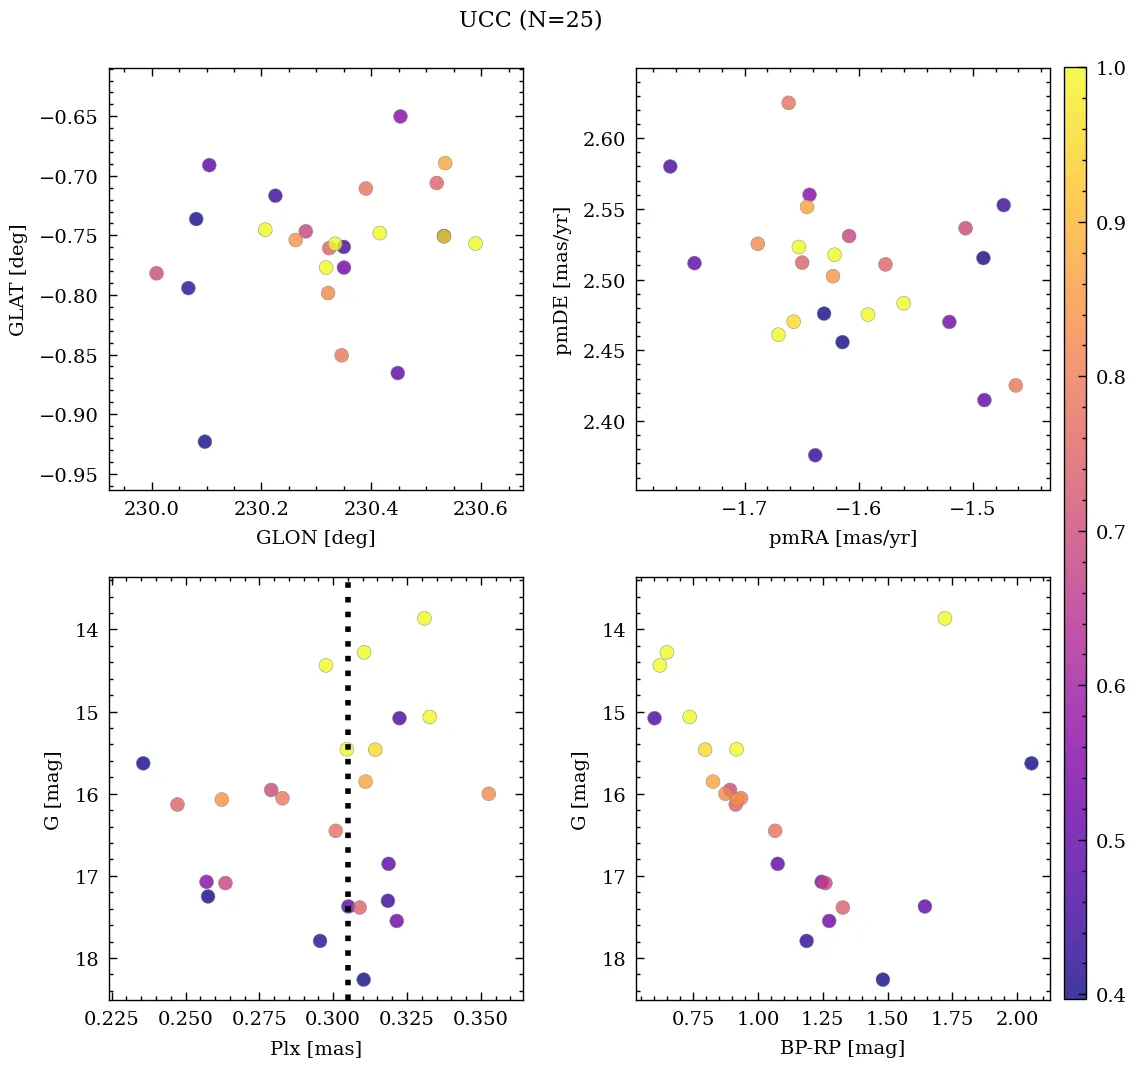 UCC (N=25)
−0.65
−0.70
−0.75
−0.80
−0.85
−0.90
−0.95
GLAT [deg]
230.0 230.2 230.4 230.6
GLON [deg]
2.60
2.55
2.50
2.45
2.40
pmDE [mas/yr]
−1.7 −1.6 −1.5
pmRA [mas/yr]
14
15
16
17
18
G [mag]
0.225 0.250 0.275 0.300 0.325 0.350
Plx [mas]
14
15
16
17
18
G [mag]
0.75 1.00 1.25 1.50 1.75 2.00
BP-RP [mag]
1.0
0.9
0.8
0.7
0.6
0.5
0.4